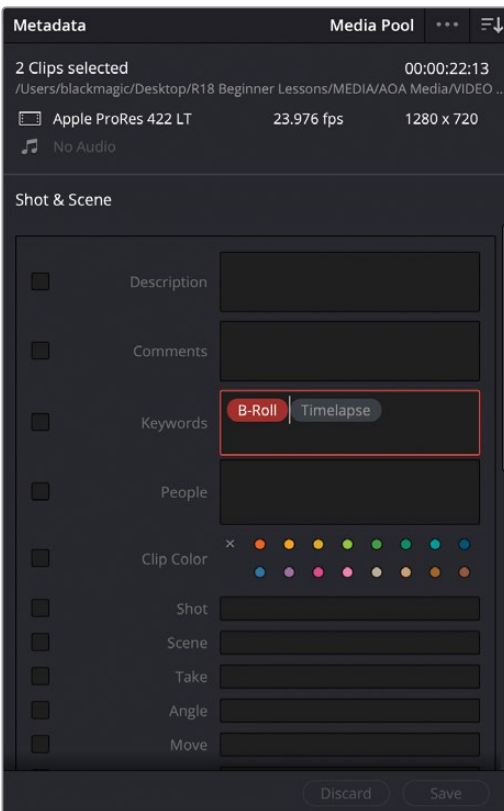 Metadata Media Pool •••
2 Clips selected 00:00:22:13
/Users/blackmagic/Desktop/R18 Beginner Lessons/MEDIA/AOA Media/VIDEO ...
Apple ProRes 422 LT 23.976 fps 1280 x 720
No Audio
Shot & Scene
Description
Comments
Keywords B-Roll Timelapse
People
Clip Color
Shot
Scene
Take
Angle
Move
Discard Save